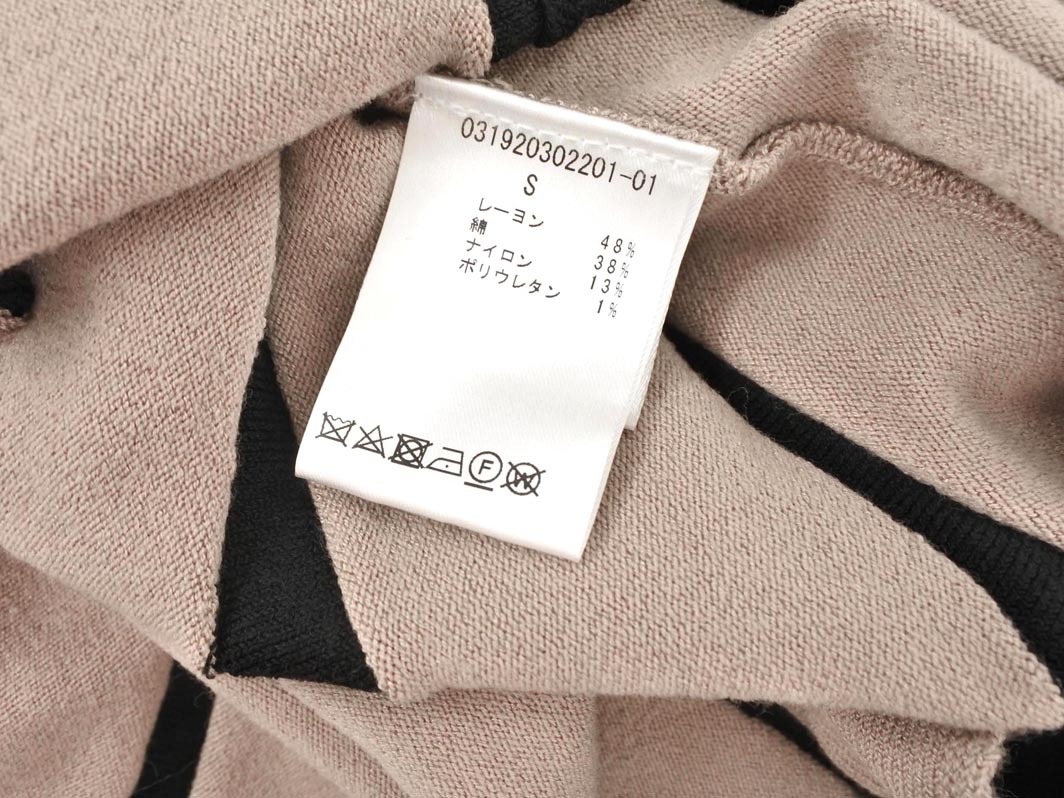 031920302201-01
S
レーヨン 48%
綿 38%
ナイロン 13%
ポリウレタン 1%
F W